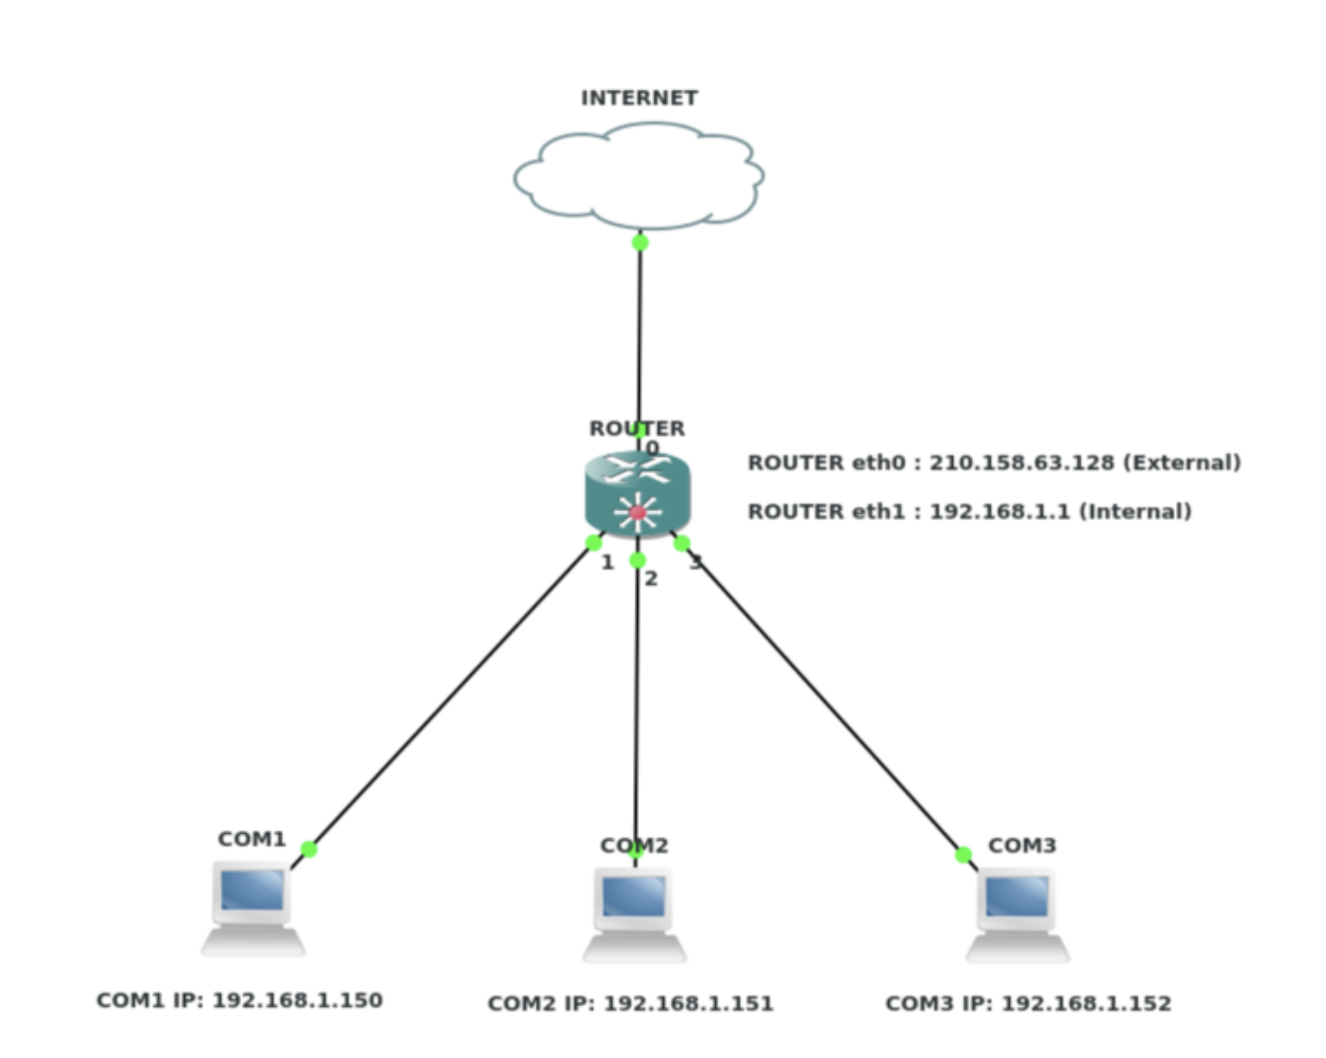 INTERNET
ROUTER
0
ROUTER eth0 : 210.158.63.128 (External)
ROUTER eth1 : 192.168.1.1 (Internal)
1
2
3
COM1
COM2
COM3
COM1 IP: 192.168.1.150
COM2 IP: 192.168.1.151
COM3 IP: 192.168.1.152